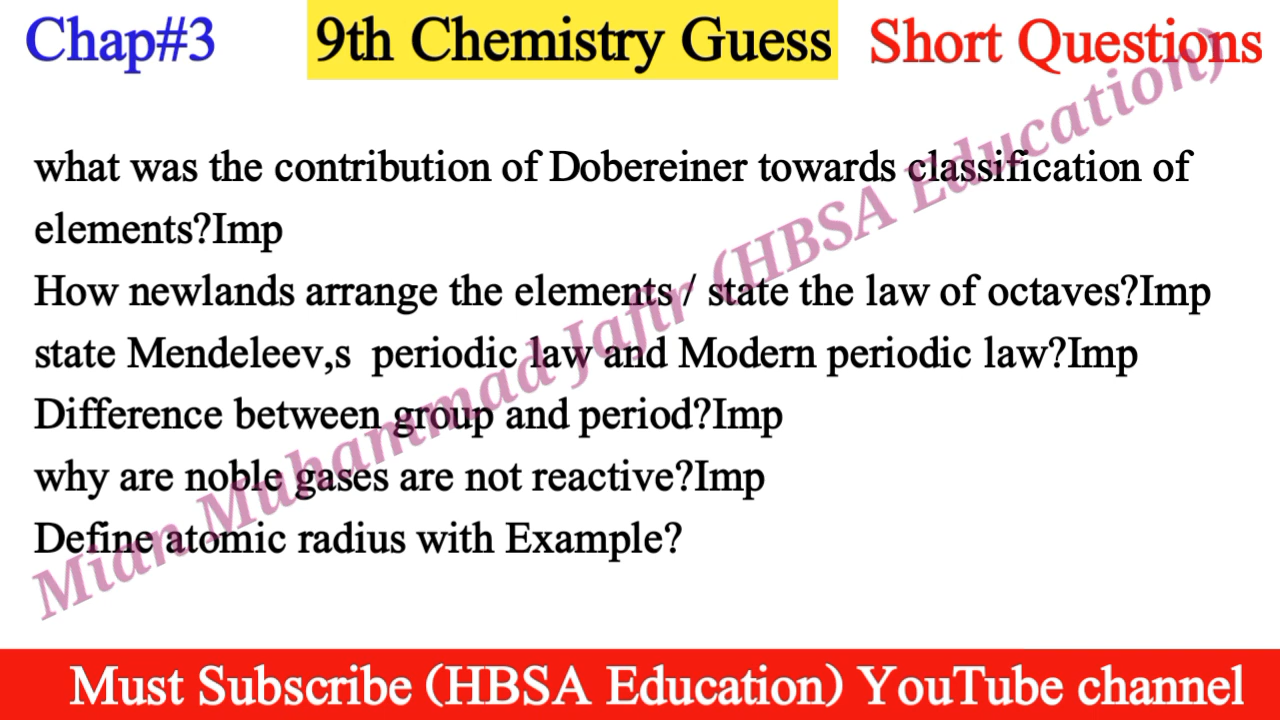 Chap#3 9th Chemistry Guess Short Questions
what was the contribution of Dobereiner towards classification of
elements?Imp
How newlands arrange the elements / state the law of octaves?Imp
state Mendeleev,s periodic law and Modern periodic law?Imp
Difference between group and period?Imp
why are noble gases are not reactive?Imp
Define atomic radius with Example?
Mian Muhammad Jafir (HBSA Education)
Must Subscribe (HBSA Education) YouTube channel